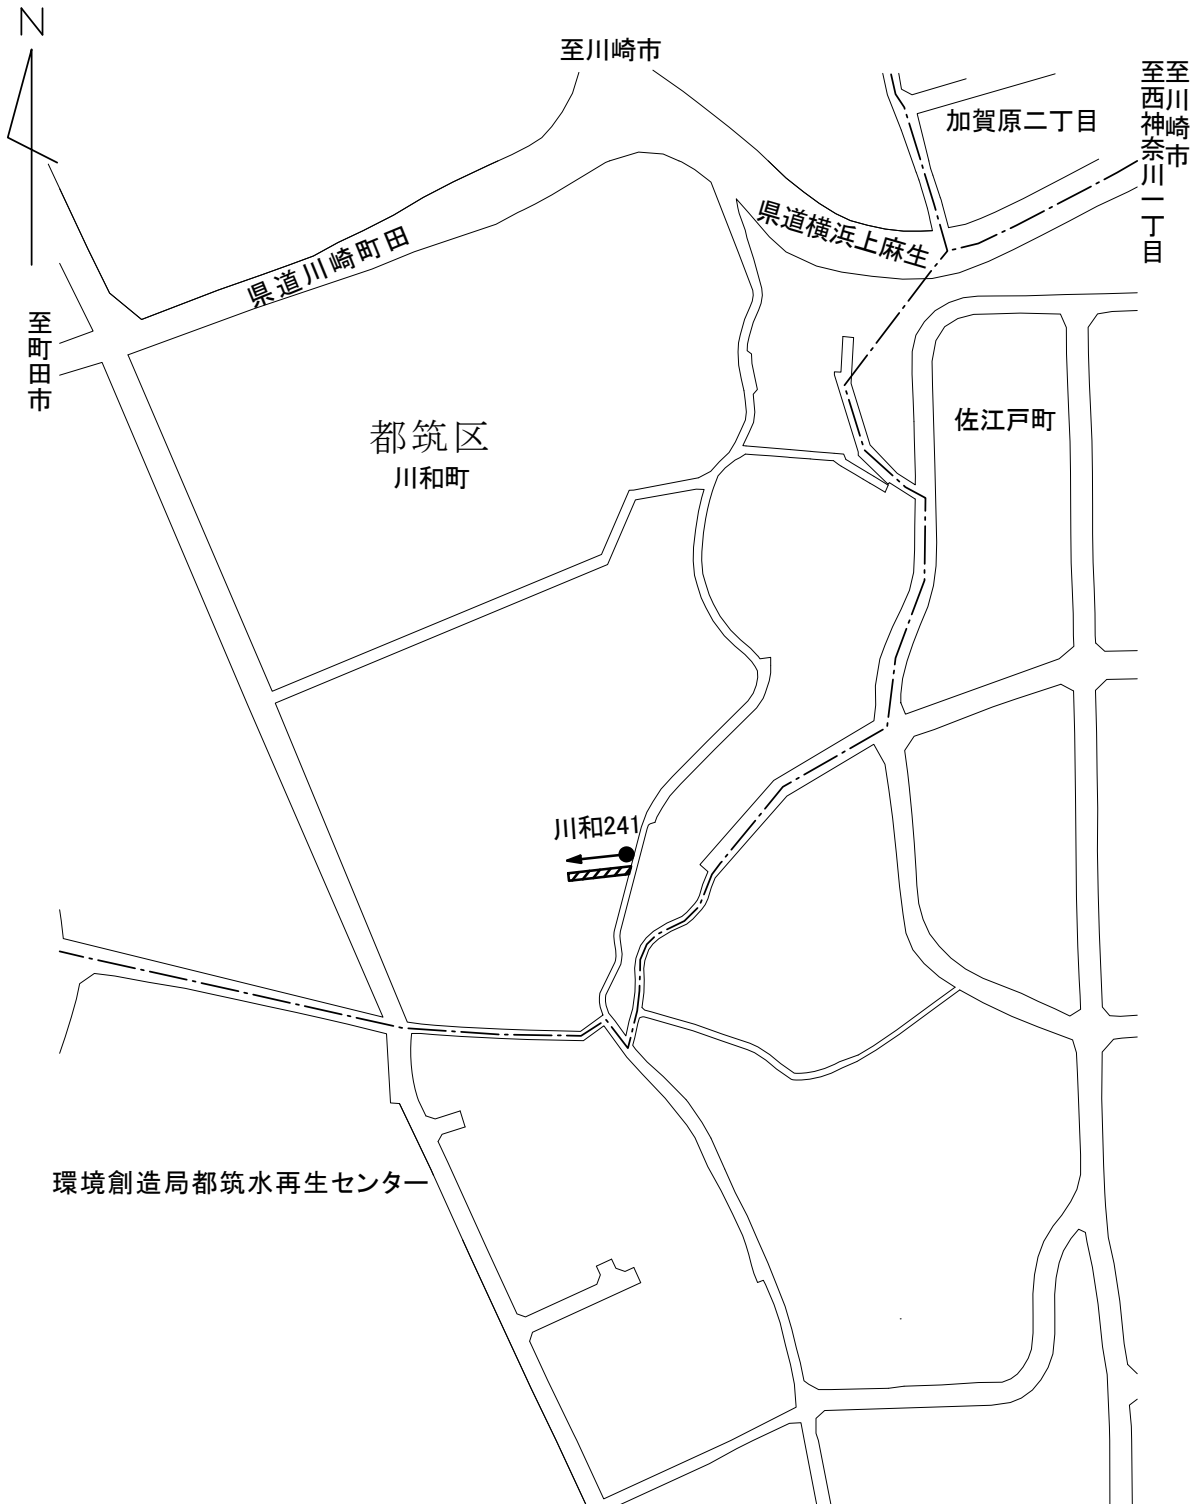 N
至川崎市
至川崎市
至西神奈川一丁目
加賀原二丁目
県道横浜上麻生
県道川崎町田
至町田市
佐江戸町
都筑区
川和町
川和241
環境創造局都筑水再生センター